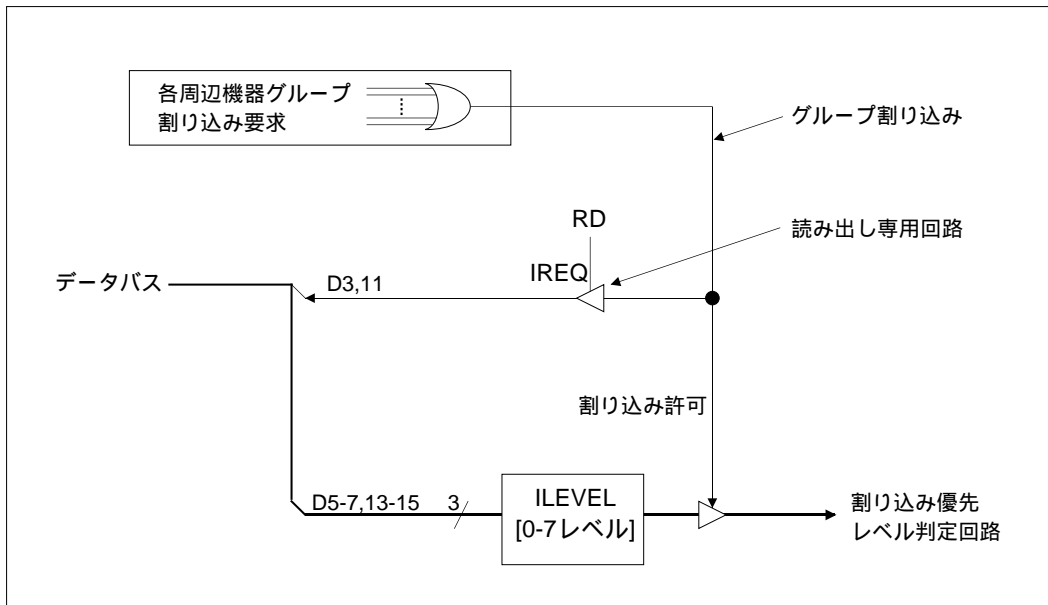 各周辺機器グループ
割り込み要求
グループ割り込み
RD
読み出し専用回路
IREQ
データバス
D3,11
割り込み許可
D5-7,13-15
3
ILEVEL
[0-7レベル]
割り込み優先
レベル判定回路